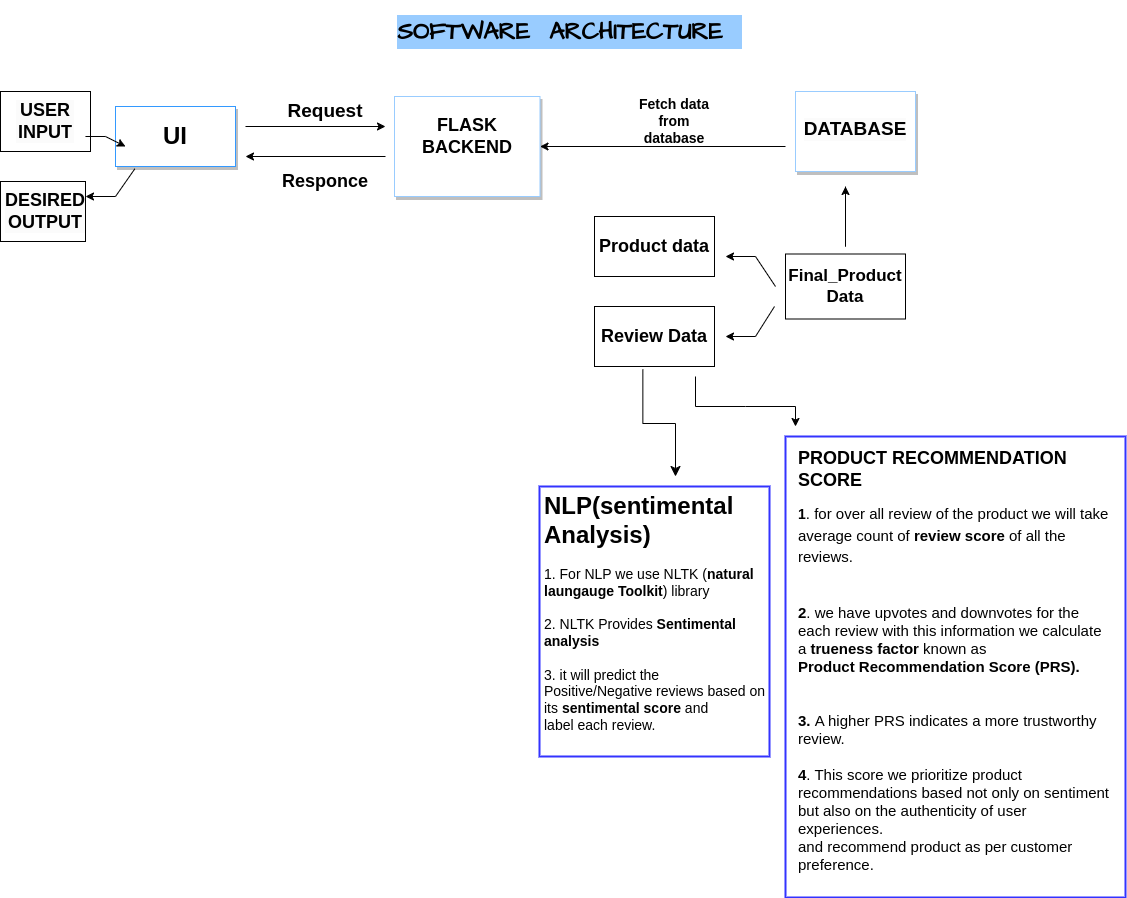 SOFTWARE ARCHITECTURE
USER
INPUT
UI
DESIRED
OUTPUT
Request
Responce
FLASK
BACKEND
Fetch data
from
database
DATABASE
Product data
Final_Product
Data
Review Data
NLP(sentimental
Analysis)
1. For NLP we use NLTK (natural
laungauge Toolkit) library
2. NLTK Provides Sentimental
analysis
3. it will predict the
Positive/Negative reviews based on
its sentimental score and
label each review.
PRODUCT RECOMMENDATION
SCORE
1. for over all review of the product we will take
average count of review score of all the
reviews.
2. we have upvotes and downvotes for the
each review with this information we calculate
a trueness factor known as
Product Recommendation Score (PRS).
3. A higher PRS indicates a more trustworthy
review.
4. This score we prioritize product
recommendations based not only on sentiment
but also on the authenticity of user
experiences.
and recommend product as per customer
preference.